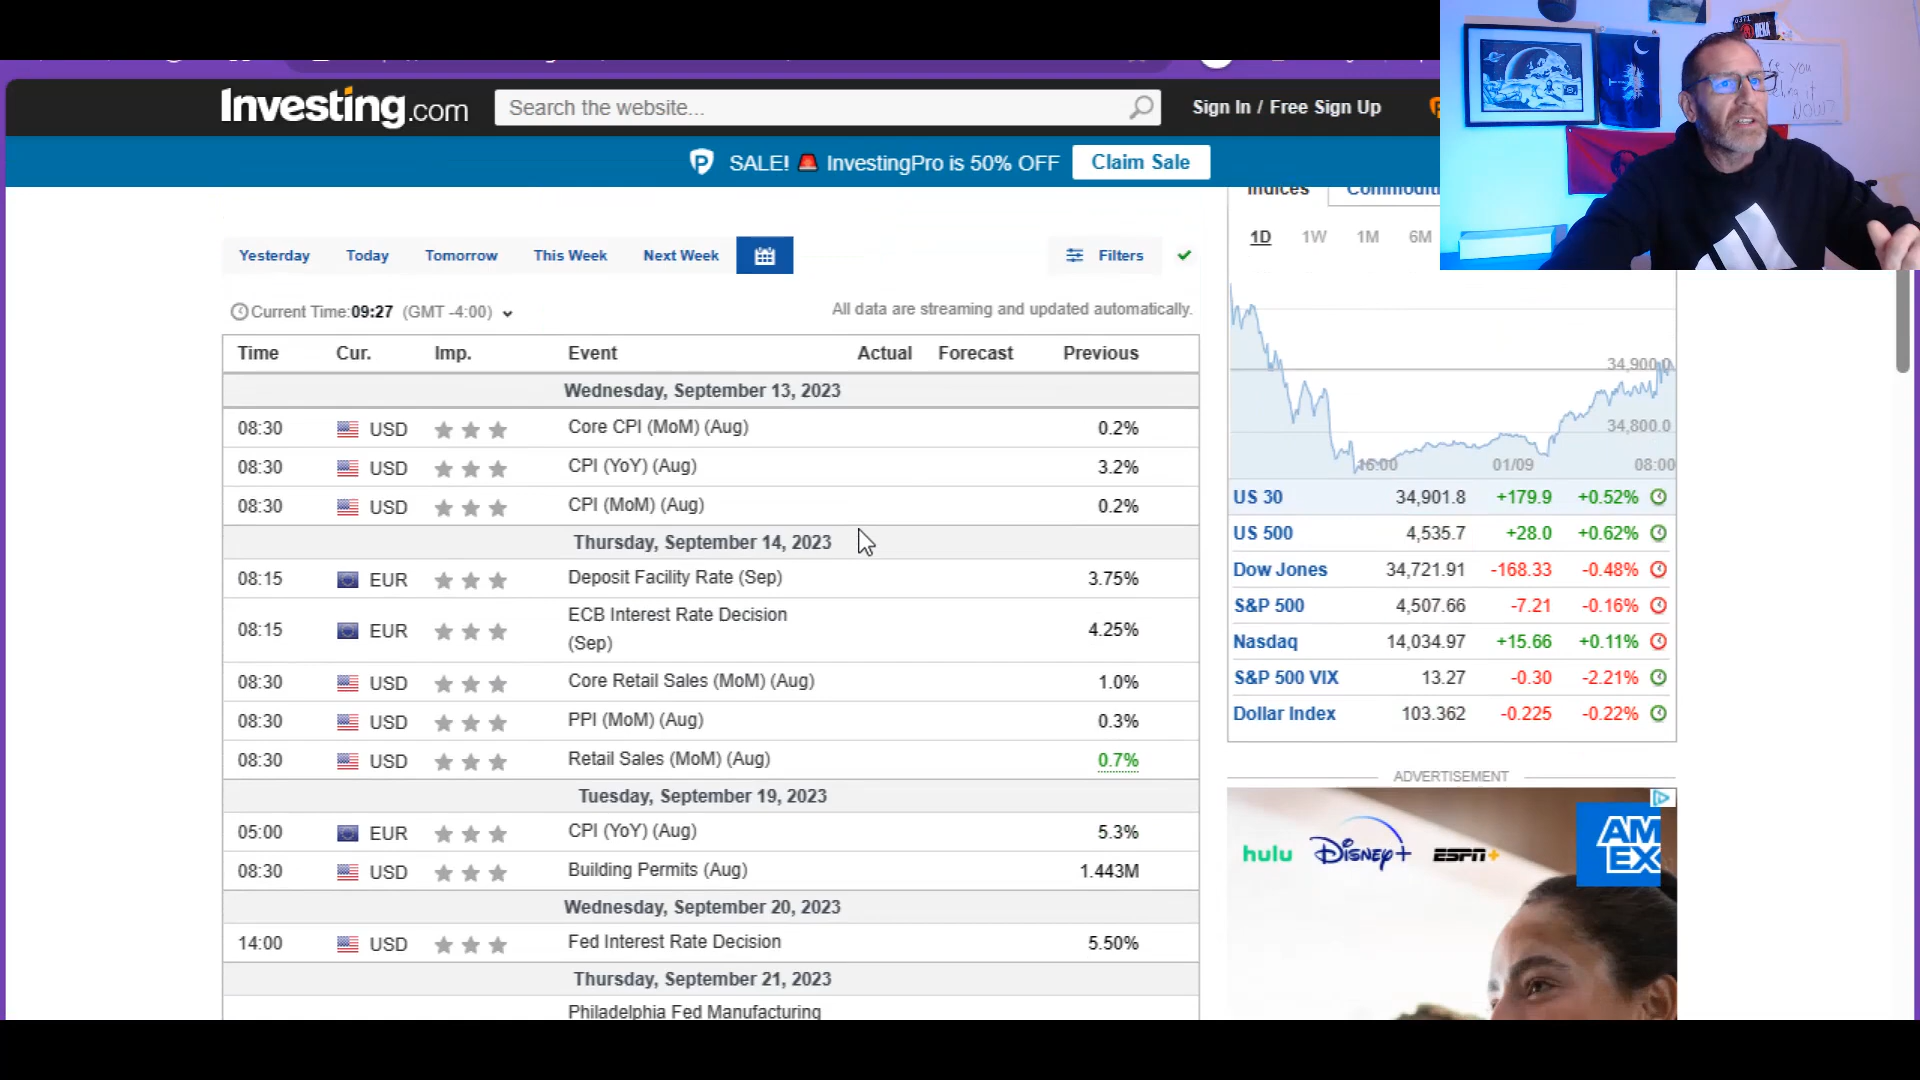 Investing.com
Search the website...
Sign In / Free Sign Up
SALE! InvestingPro is 50% OFF
Claim Sale
Indices
1D 1W 1M 6M
Yesterday Today Tomorrow This Week Next Week
Filters
Current Time:09:27 (GMT -4:00)
All data are streaming and updated automatically.
Time Cur. Imp. Event Actual Forecast Previous
Wednesday, September 13, 2023
08:30 USD Core CPI (MoM) (Aug) 0.2%
08:30 USD CPI (YoY) (Aug) 3.2%
08:30 USD CPI (MoM) (Aug) 0.2%
Thursday, September 14, 2023
08:15 EUR Deposit Facility Rate (Sep) 3.75%
08:15 EUR ECB Interest Rate Decision (Sep) 4.25%
08:30 USD Core Retail Sales (MoM) (Aug) 1.0%
08:30 USD PPI (MoM) (Aug) 0.3%
08:30 USD Retail Sales (MoM) (Aug) 0.7%
Tuesday, September 19, 2023
05:00 EUR CPI (YoY) (Aug) 5.3%
08:30 USD Building Permits (Aug) 1.443M
Wednesday, September 20, 2023
14:00 USD Fed Interest Rate Decision 5.50%
Thursday, September 21, 2023
Philadelphia Fed Manufacturing
34,900.0
34,800.0
16:00 01/09 08:00
US 30 34,901.8 +179.9 +0.52%
US 500 4,535.7 +28.0 +0.62%
Dow Jones 34,721.91 -168.33 -0.48%
S&P 500 4,507.66 -7.21 -0.16%
Nasdaq 14,034.97 +15.66 +0.11%
S&P 500 VIX 13.27 -0.30 -2.21%
Dollar Index 103.362 -0.225 -0.22%
ADVERTISEMENT
hulu Disney+ ESPN+
AM
EX
you
it
NOW?